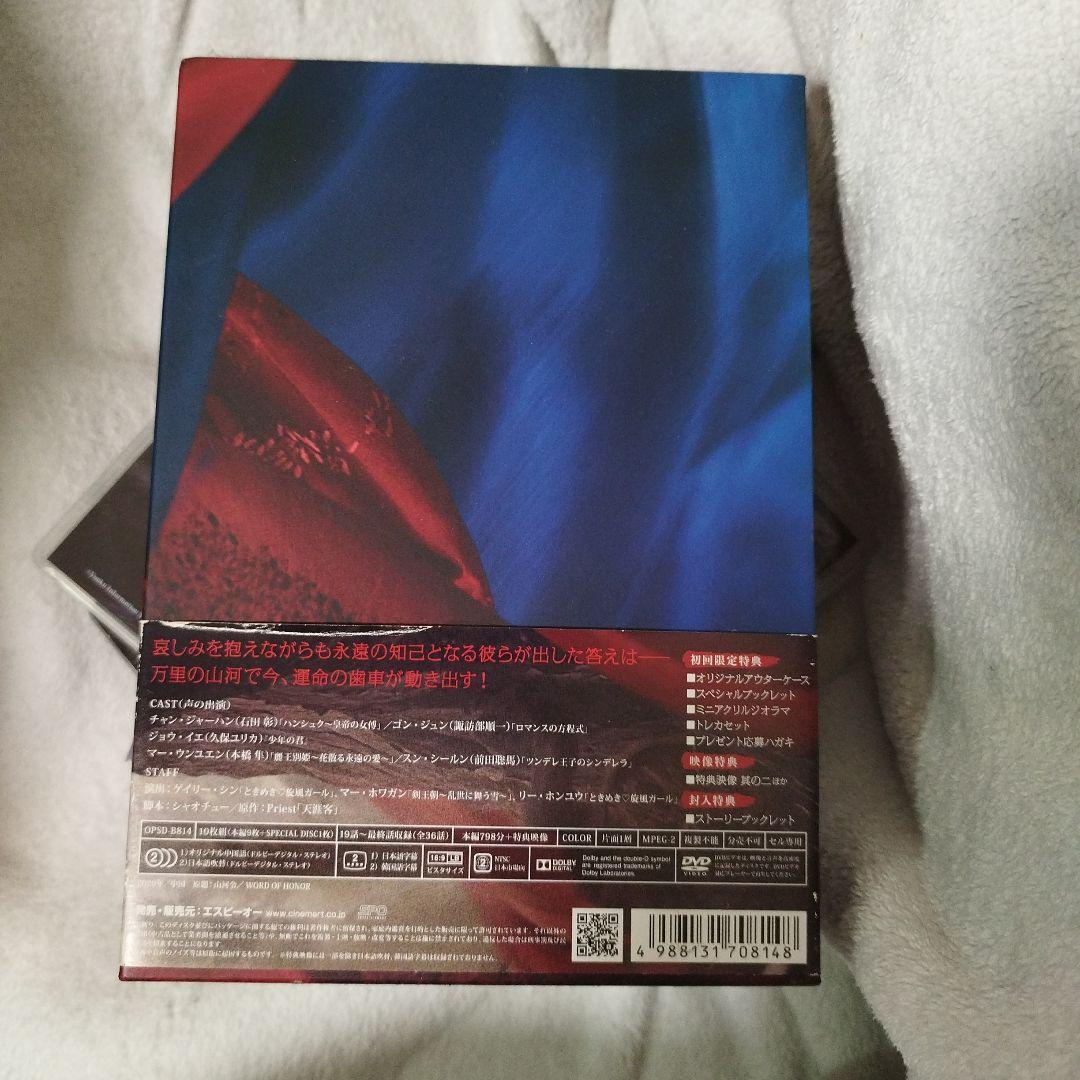 哀しみを抱えながらも永遠の知己となる彼らが出した答えは——
万里の山河で今、運命の歯車が動き出す！
CAST（声の出演）
チャン・ジャーハン（石田 彰）「ハンシュク～皇帝の女傅」／ゴン・ジュン（諏訪部順一）「ロマンスの方程式」
ジョウ・イエ（久保ユリカ）「少年の君」
マー・ウンユエン（本橋 隼）「麗王別姫～花散る永遠の愛～」／スン・シールン（前田聡馬）「ツンデレ王子のシンデレラ」
STAFF
演出：ゲイリー・シン「ときめき♡旋風ガール」、マー・ホワガン「剣王朝～乱世に舞う雪～」、リー・ホンユウ「ときめき♡旋風ガール」
脚本：シャオチュー／原作：Priest「天涯客」
初回限定特典
■オリジナルアウターケース
■スペシャルブックレット
■ミニアクリルジオラマ
■トレカセット
■プレゼント応募ハガキ
映像特典
■特典映像 其の二ほか
封入特典
■ストーリーブックレット
OPSD-B814 10枚組（本編9枚＋SPECIAL DISC1枚） 19話～最終話収録（全36話） 本編798分＋特典映像 COLOR 片面1層 MPEG-2 複製不能 分売不可 セル専用
2 1）オリジナル中国語（ドルビーデジタル・ステレオ）
2）日本語吹替（ドルビーデジタル・ステレオ）
2 1）日本語字幕
2）韓国語字幕
16:9 LB
ビスタサイズ
2 NTSC
日本市場向
DOLBY
DIGITAL
Dolby and the double-D symbol
are registered trademarks of
Dolby Laboratories.
DVD
VIDEO
原題：山河令／WORD OF HONOR
発売・販売元：エスピーオー www.cinemart.co.jp SPO
4 988131 708148